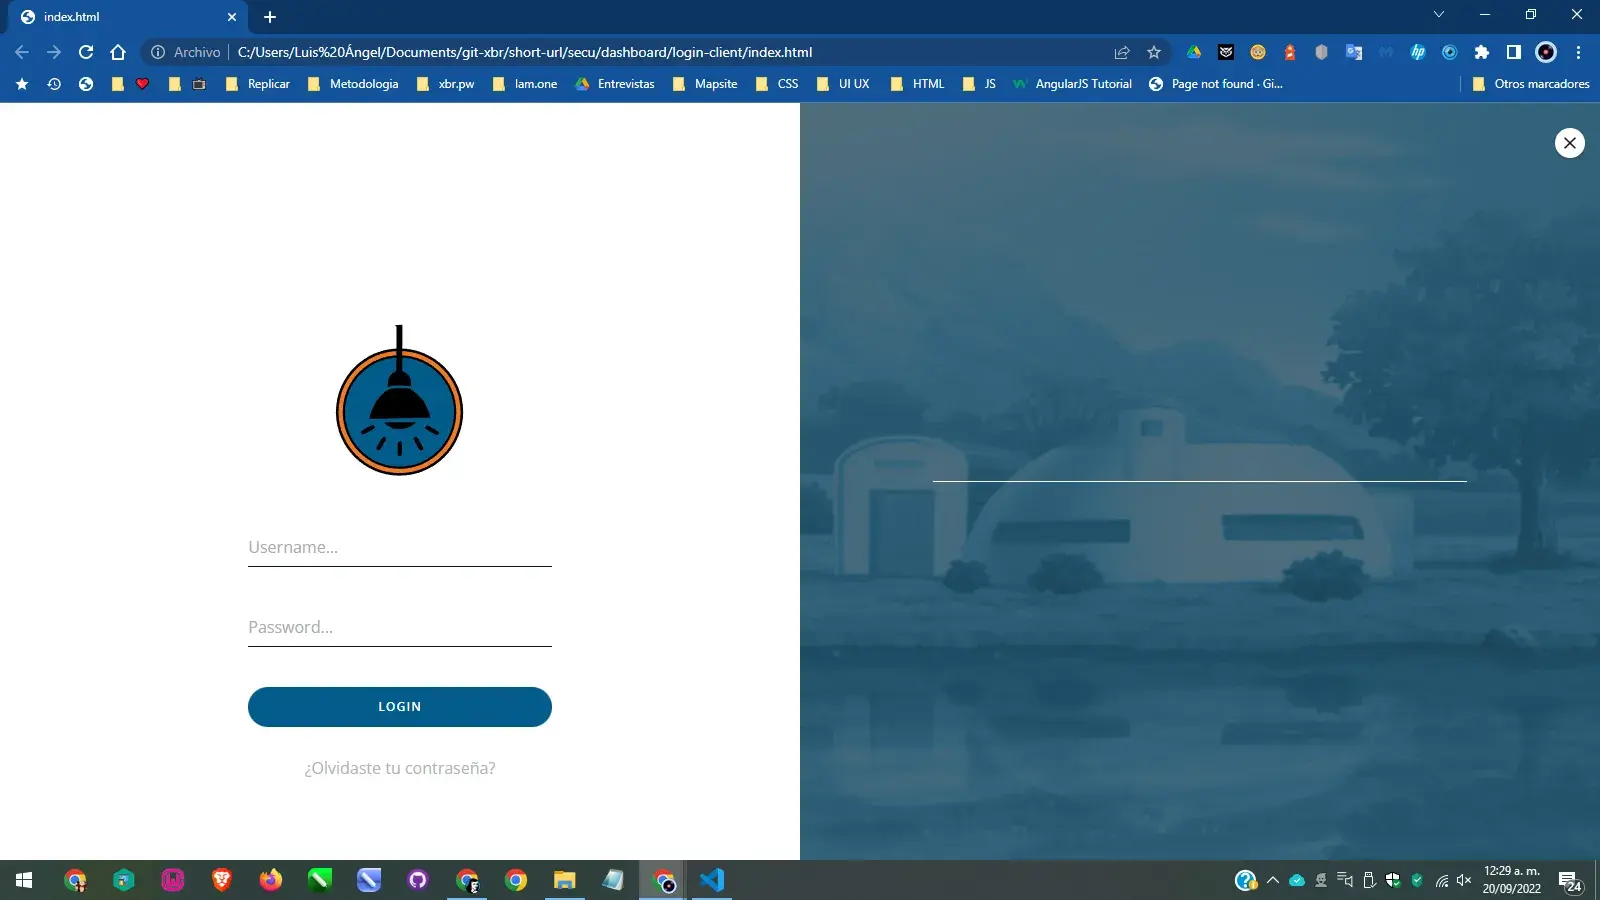 index.html
Archivo
C:/Users/Luis%20Ángel/Documents/git-xbr/short-url/secu/dashboard/login-client/index.html
Replicar
Metodologia
xbr.pw
lam.one
Entrevistas
Mapsite
CSS
UI UX
HTML
JS
AngularJS Tutorial
Page not found · Gi...
Otros marcadores
Username...
Password...
LOGIN
¿Olvidaste tu contraseña?
12:29 a. m.
20/09/2022
24